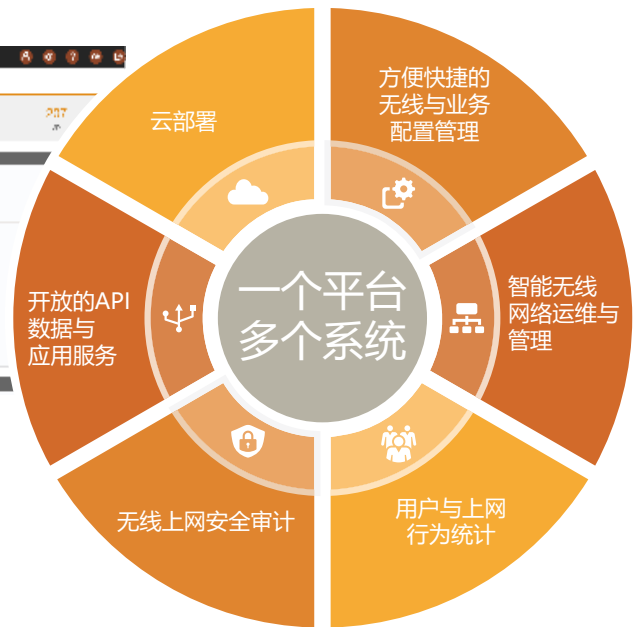 一个平台
多个系统
方便快捷的
无线与业务
配置管理
智能无线
网络运维与
管理
用户与上网
行为统计
无线上网安全审计
开放的API
数据与
应用服务
云部署